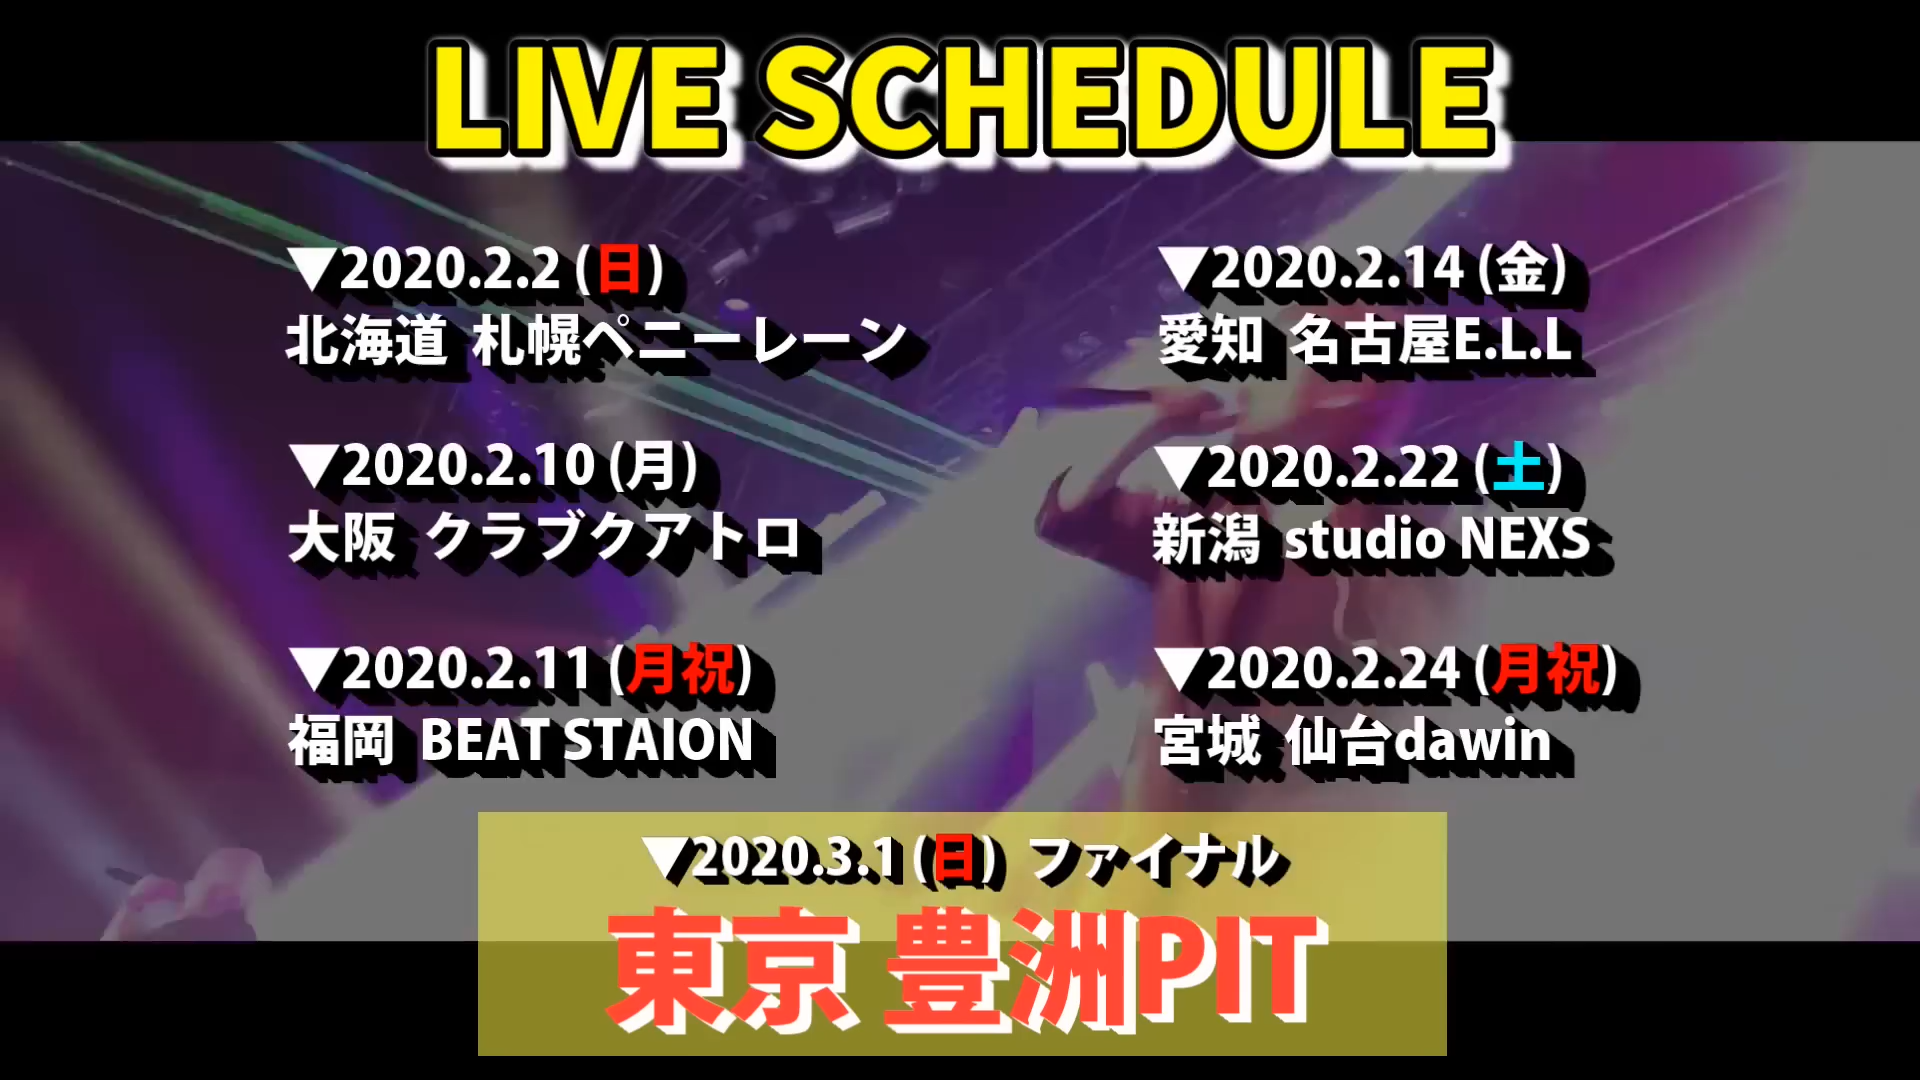 LIVE SCHEDULE
▼2020.2.2 (日)
北海道 札幌ペニーレーン
▼2020.2.10 (月)
大阪 クラブクアトロ
▼2020.2.11 (月祝)
福岡 BEAT STAION
▼2020.2.14 (金)
愛知 名古屋E.L.L
▼2020.2.22 (土)
新潟 studio NEXS
▼2020.2.24 (月祝)
宮城 仙台dawin
▼2020.3.1 (日) ファイナル
東京 豊洲PIT